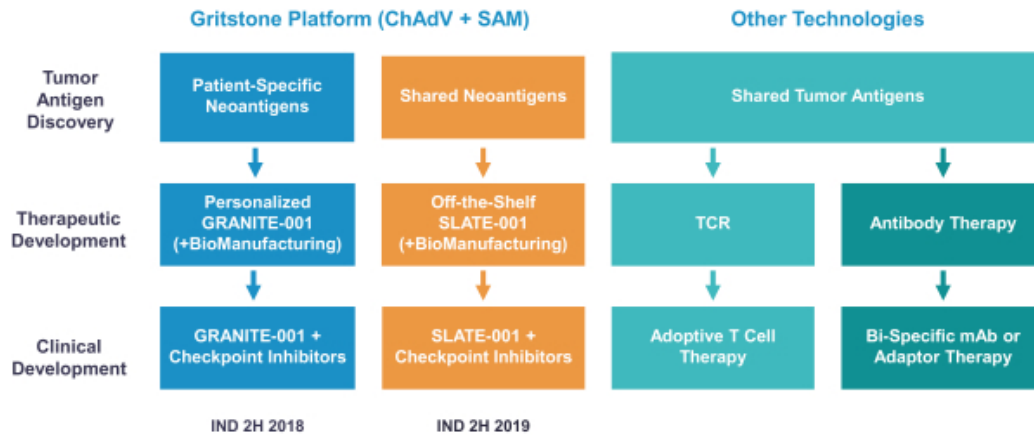 Gritstone Platform (ChAdV + SAM)
Other Technologies
Tumor
Antigen
Discovery
Patient-Specific
Neoantigens
Shared Neoantigens
Shared Tumor Antigens
Therapeutic
Development
Personalized
GRANITE-001
(+BioManufacturing)
Off-the-Shelf
SLATE-001
(+BioManufacturing)
TCR
Antibody Therapy
Clinical
Development
GRANITE-001 +
Checkpoint Inhibitors
SLATE-001 +
Checkpoint Inhibitors
Adoptive T Cell
Therapy
Bi-Specific mAb or
Adaptor Therapy
IND 2H 2018
IND 2H 2019